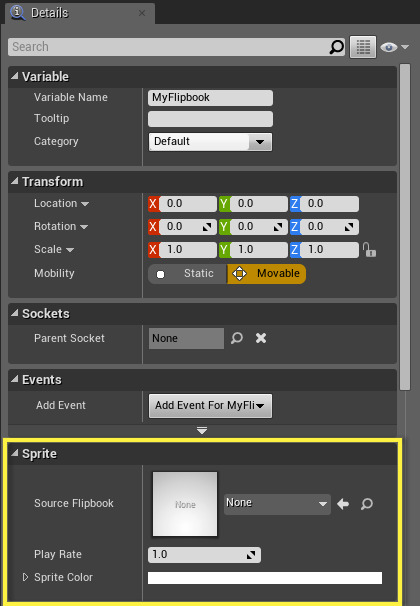 Details
Search
Variable
Variable Name MyFlipbook
Tooltip
Category Default
Transform
Location X 0.0 Y 0.0 Z 0.0
Rotation X 0.0 Y 0.0 Z 0.0
Scale X 1.0 Y 1.0 Z 1.0
Mobility Static Movable
Sockets
Parent Socket None
Events
Add Event Add Event For MyFli
Sprite
Source Flipbook None None
Play Rate 1.0
Sprite Color